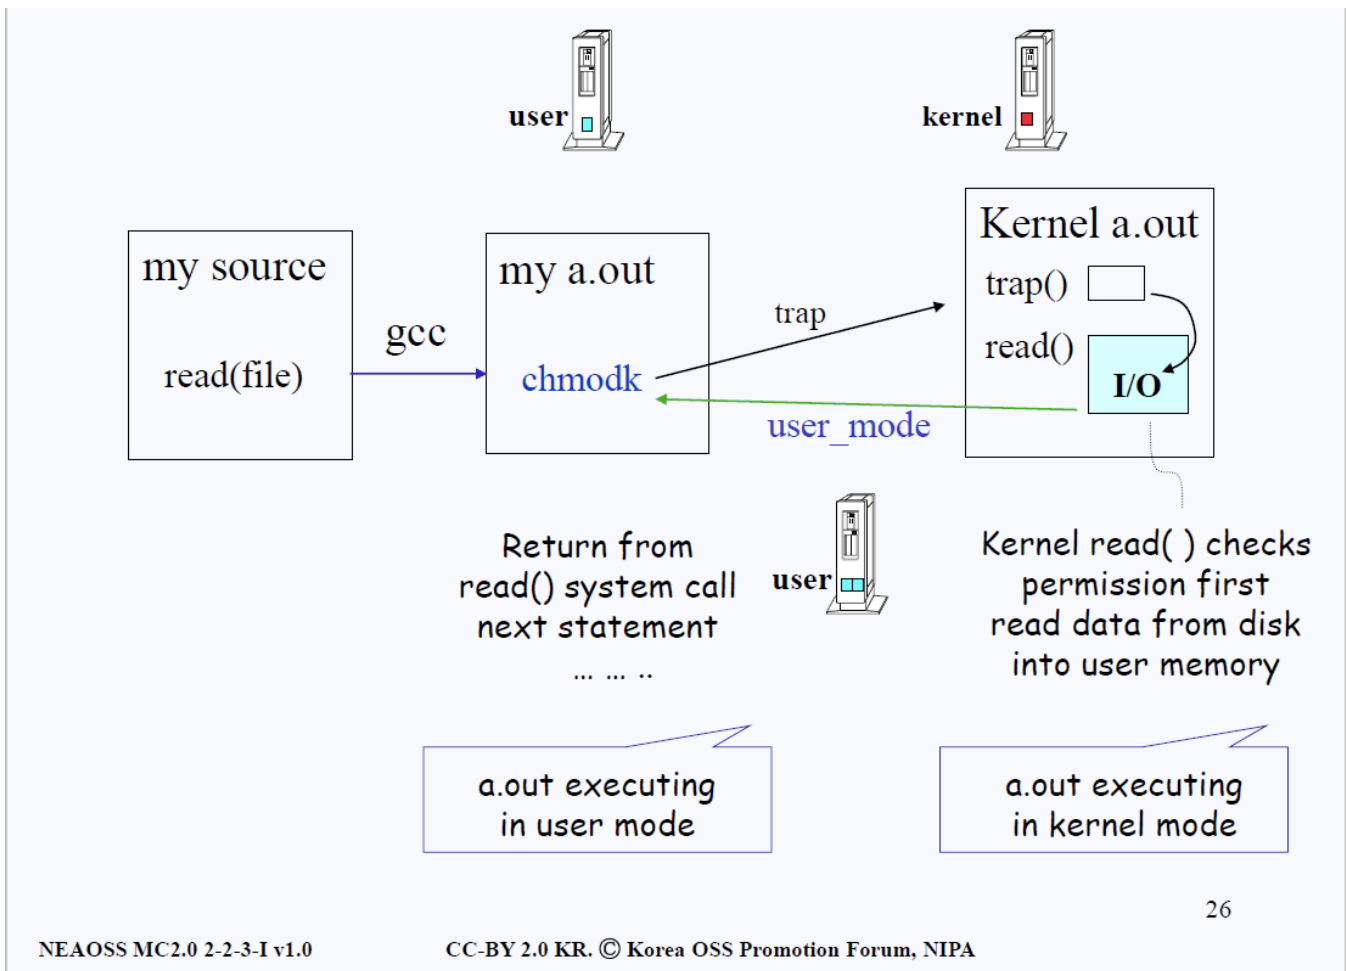 user
kernel
my source
read(file)
gcc
my a.out
chmodk
trap
user_mode
Kernel a.out
trap()
read()
I/O
Return from
read() system call
next statement
... ... ..
user
Kernel read( ) checks
permission first
read data from disk
into user memory
a.out executing
in user mode
a.out executing
in kernel mode
26
NEAOSS MC2.0 2-2-3-I v1.0
CC-BY 2.0 KR. Ⓒ Korea OSS Promotion Forum, NIPA